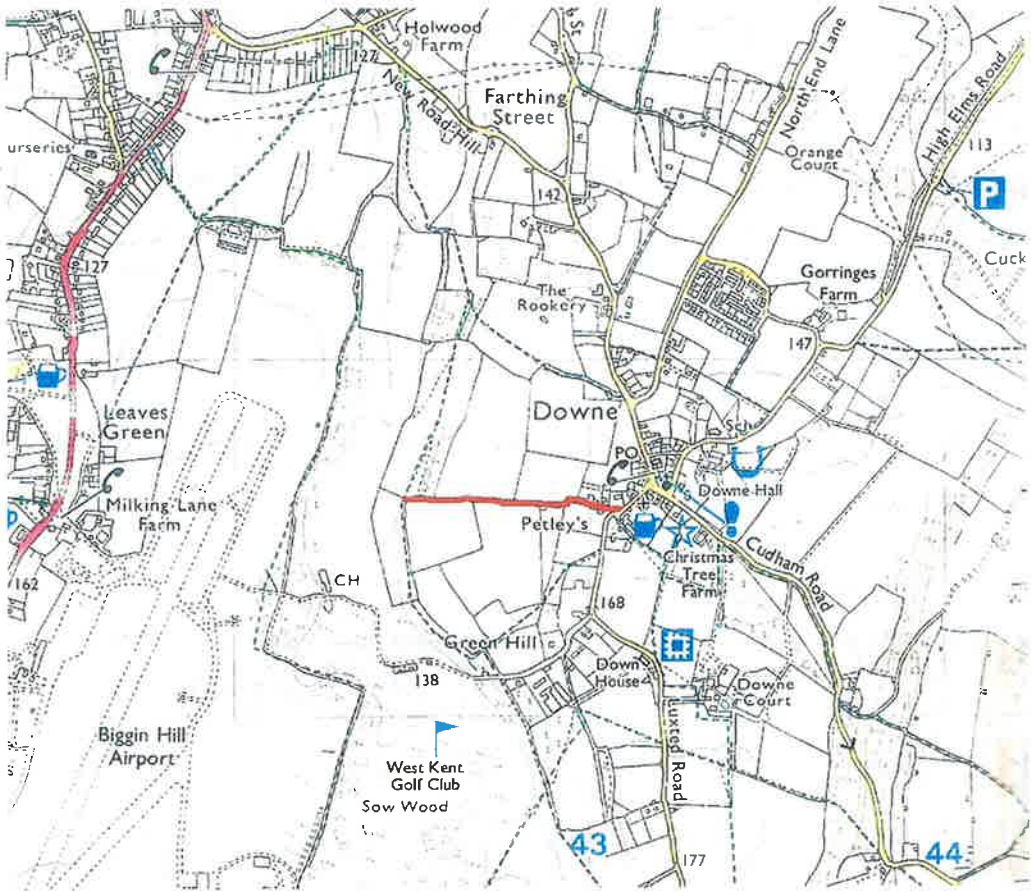 Holwood
Farm
127
New Road Hill
Farthing
Street
St
North End Lane
High Elms Road
urseries
Orange
Court
113
P
142
Cuck
127
The
Rookery
Gorringes
Farm
147
Leaves
Green
Downe
Sch
PO
Downe Hall
Milking Lane
Farm
Petley's
Cudham Road
Christmas
Tree
Farm
162
CH
168
Green Hill
138
Down
House
Downe
Court
Biggin Hill
Airport
West Kent
Golf Club
Sow Wood
Luxted Road
43
44
177